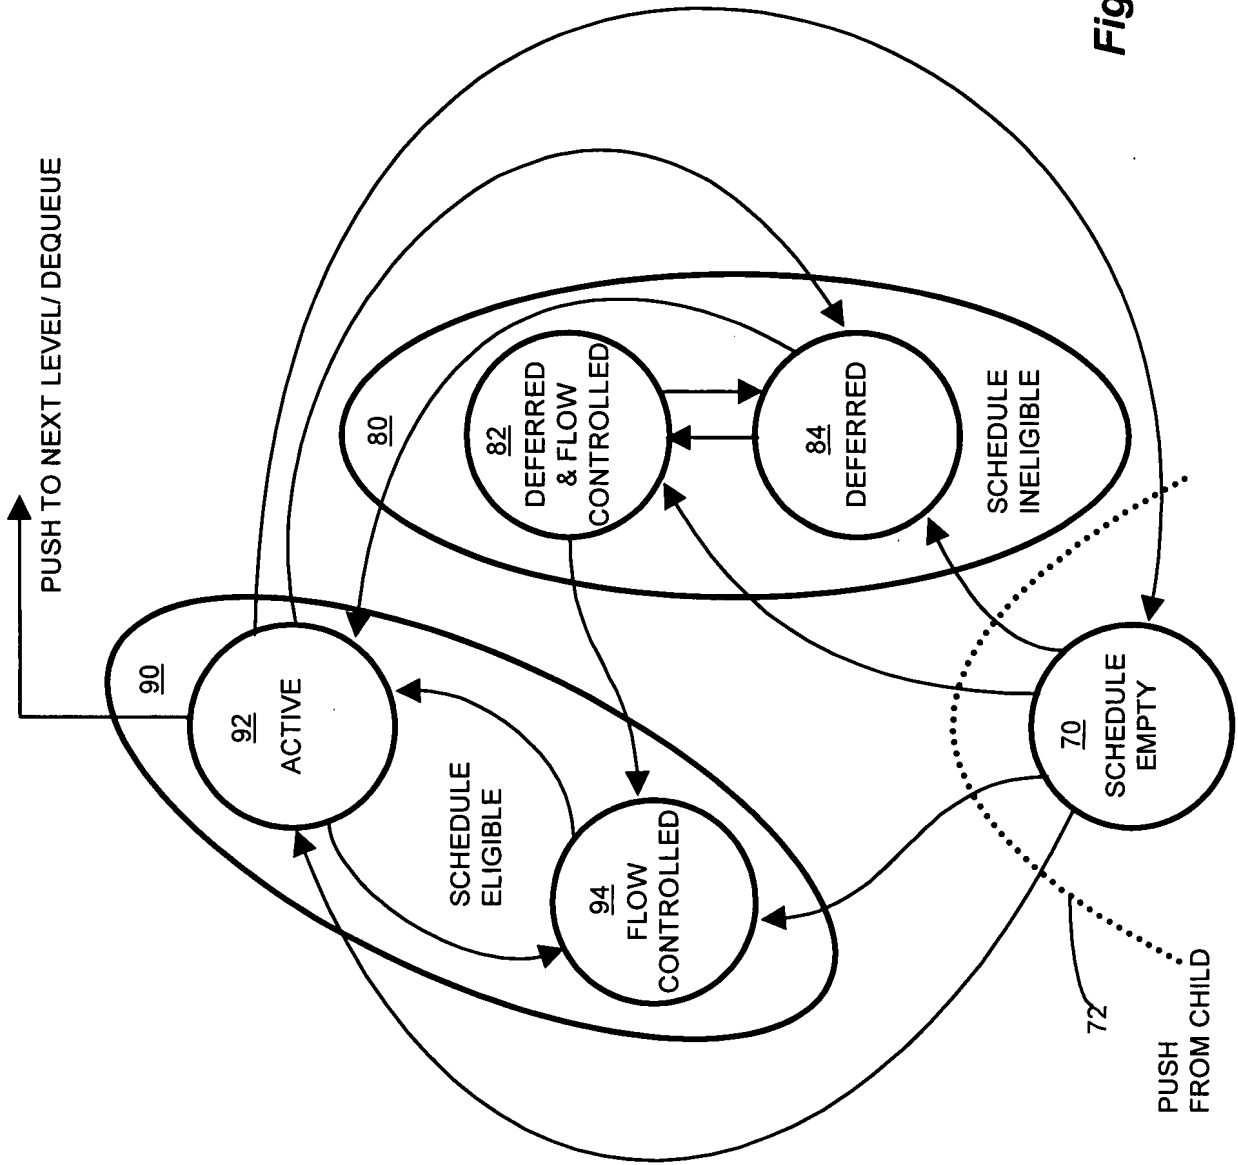 PUSH TO NEXT LEVEL/ DEQUEUE
90
92
ACTIVE
SCHEDULE
ELIGIBLE
94
FLOW
CONTROLLED
80
82
DEFERRED
& FLOW
CONTROLLED
84
DEFERRED
SCHEDULE
INELIGIBLE
70
SCHEDULE
EMPTY
72
PUSH
FROM CHILD
Fig